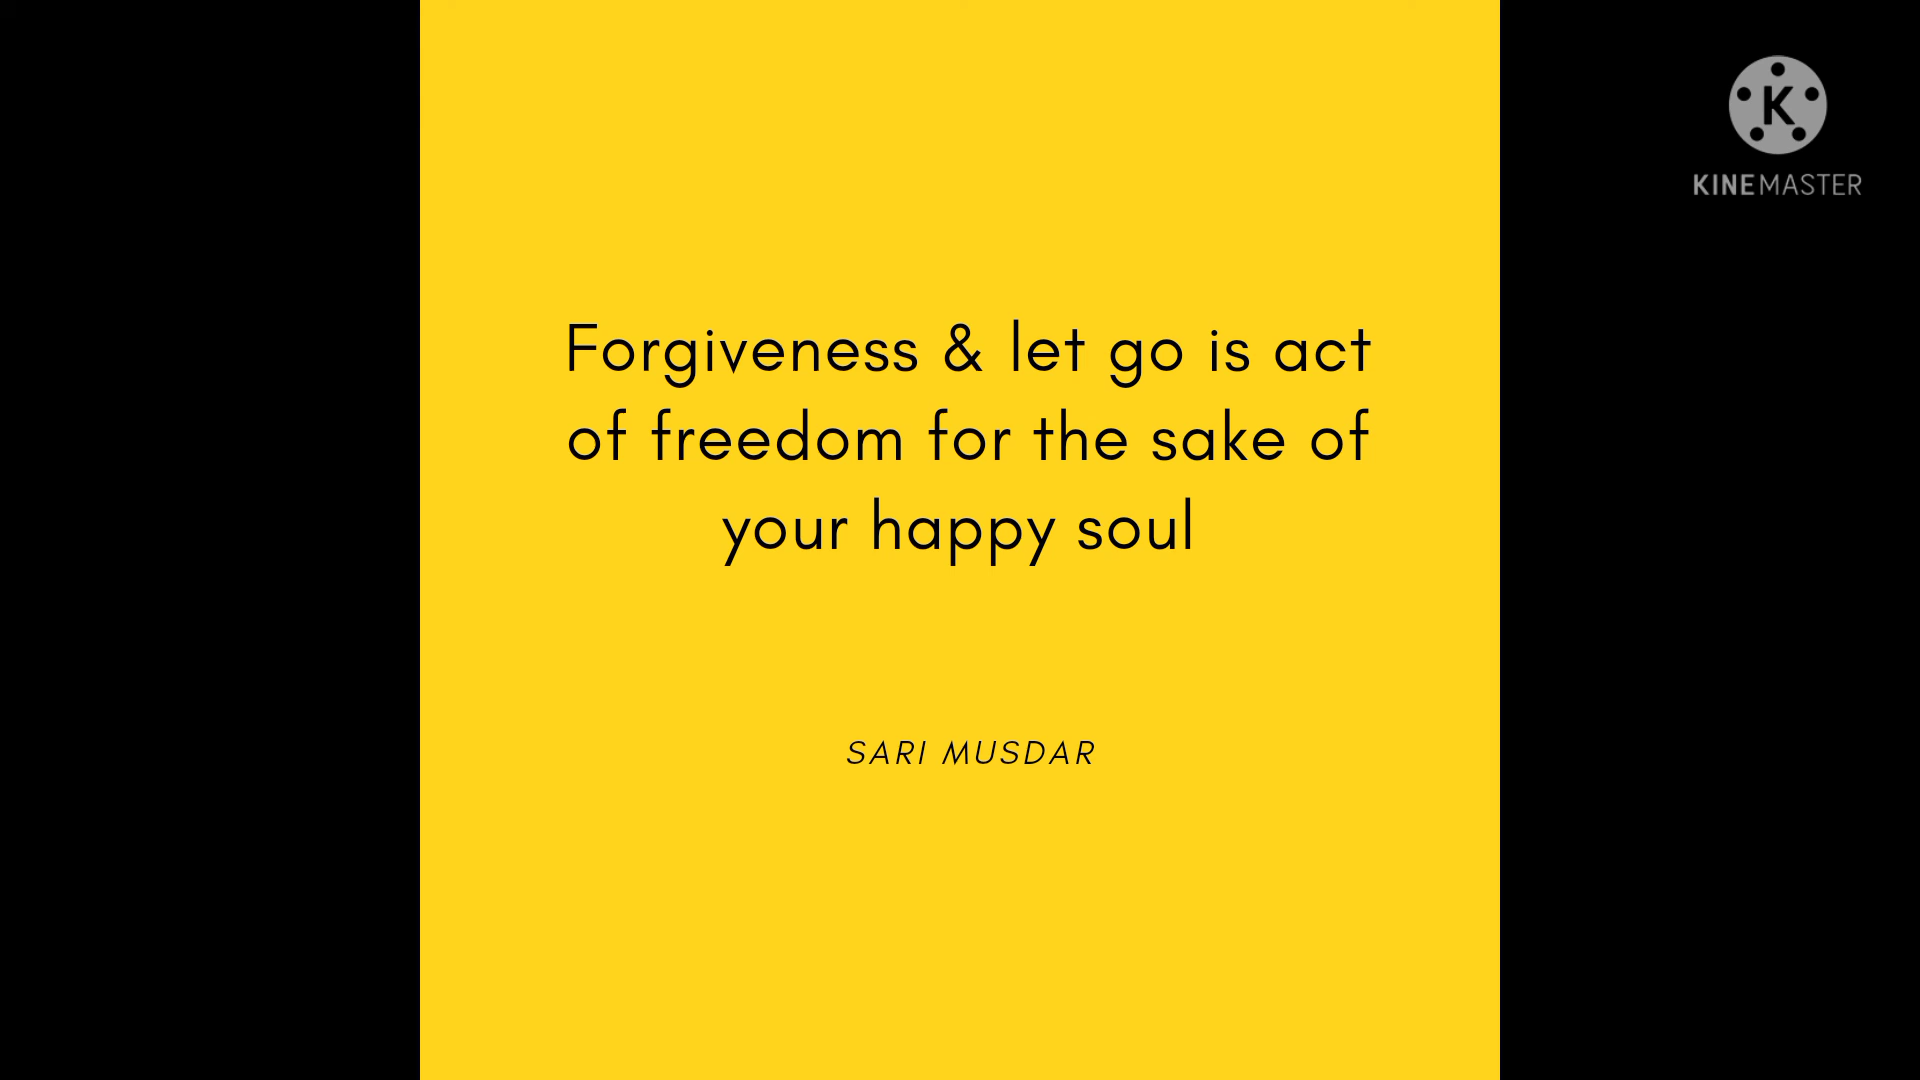 Forgiveness & let go is act
of freedom for the sake of
your happy soul
SARI MUSDAR
K
KINEMASTER